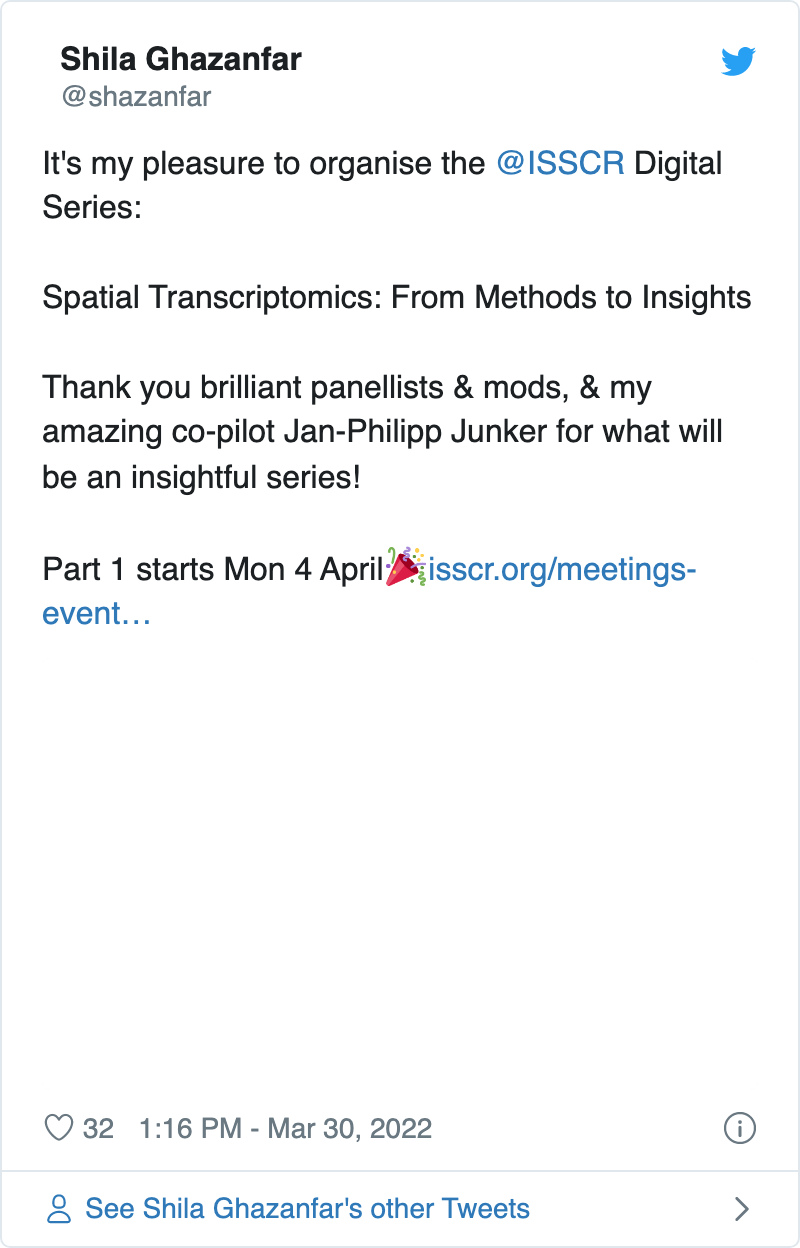 Shila Ghazanfar
@shazanfar
It's my pleasure to organise the @ISSCR Digital
Series:
Spatial Transcriptomics: From Methods to Insights
Thank you brilliant panellists & mods, & my
amazing co-pilot Jan-Philipp Junker for what will
be an insightful series!
Part 1 starts Mon 4 April🎉isscr.org/meetings-
event…
32 1:16 PM - Mar 30, 2022
See Shila Ghazanfar's other Tweets